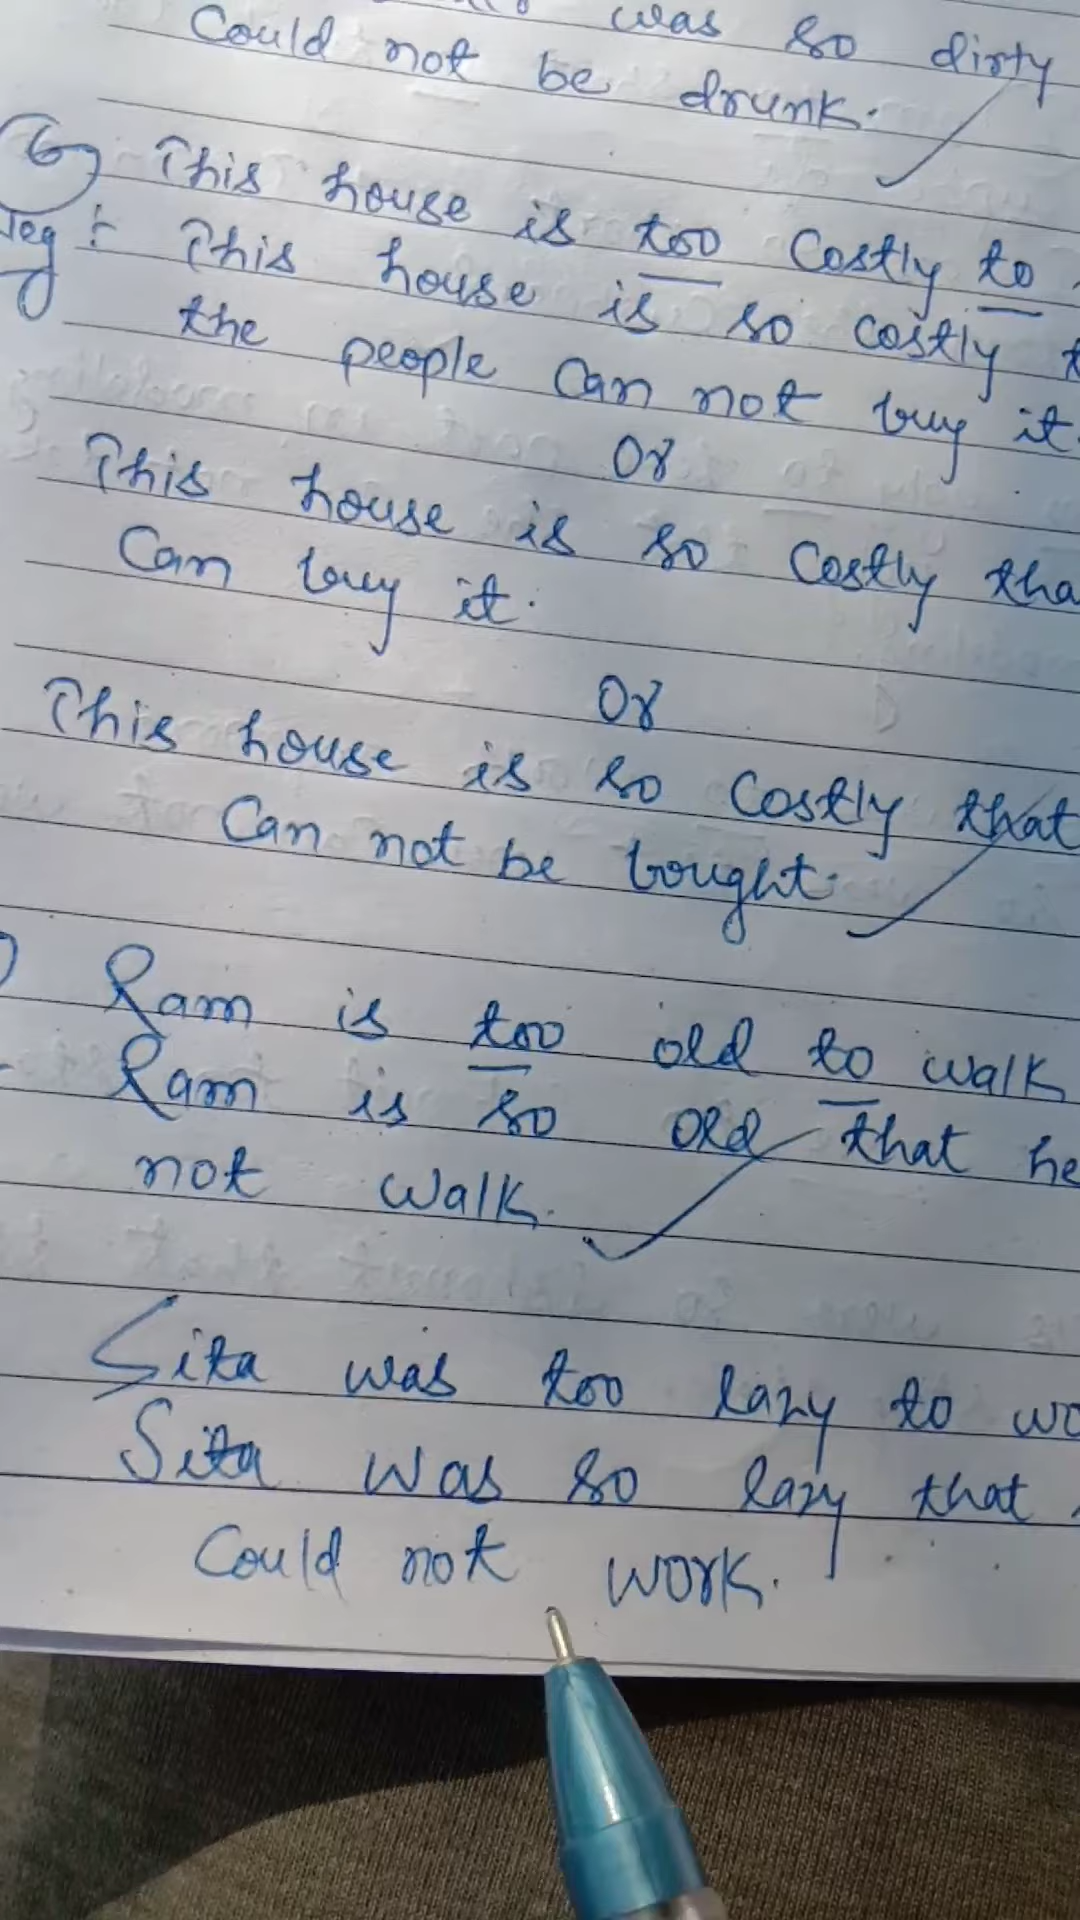 was so dirty
Could not be drunk.
6) This house is too costly to
Neg :- This house is so costly
the people can not buy it.
Or
This house is so costly tha
Can buy it.
Or
This house is so costly that
Can not be bought.
Ram is too old to walk
Ram is so old that he
not walk.
Sita was too lazy to wo
Sita was so lazy that
Could not work.